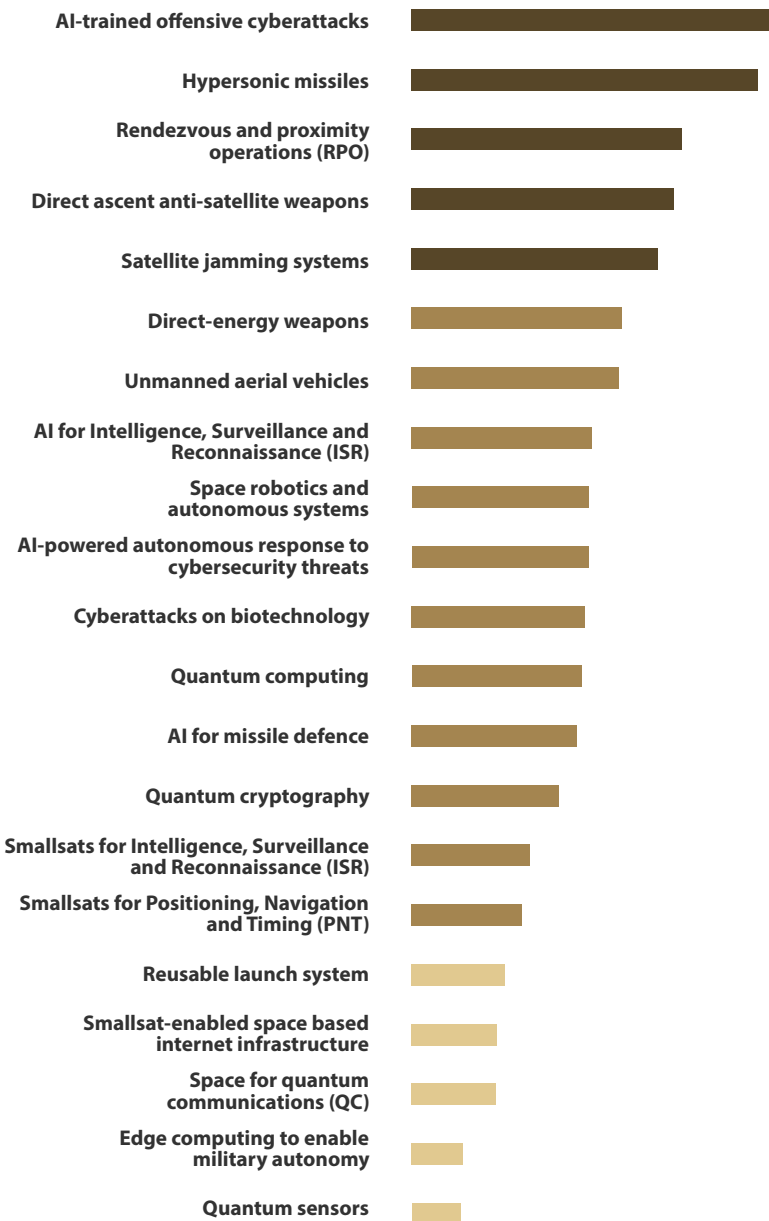 AI-trained offensive cyberattacks
Hypersonic missiles
Rendezvous and proximity
operations (RPO)
Direct ascent anti-satellite weapons
Satellite jamming systems
Direct-energy weapons
Unmanned aerial vehicles
AI for Intelligence, Surveillance and
Reconnaissance (ISR)
Space robotics and
autonomous systems
AI-powered autonomous response to
cybersecurity threats
Cyberattacks on biotechnology
Quantum computing
AI for missile defence
Quantum cryptography
Smallsats for Intelligence, Surveillance
and Reconnaissance (ISR)
Smallsats for Positioning, Navigation
and Timing (PNT)
Reusable launch system
Smallsat-enabled space based
internet infrastructure
Space for quantum
communications (QC)
Edge computing to enable
military autonomy
Quantum sensors